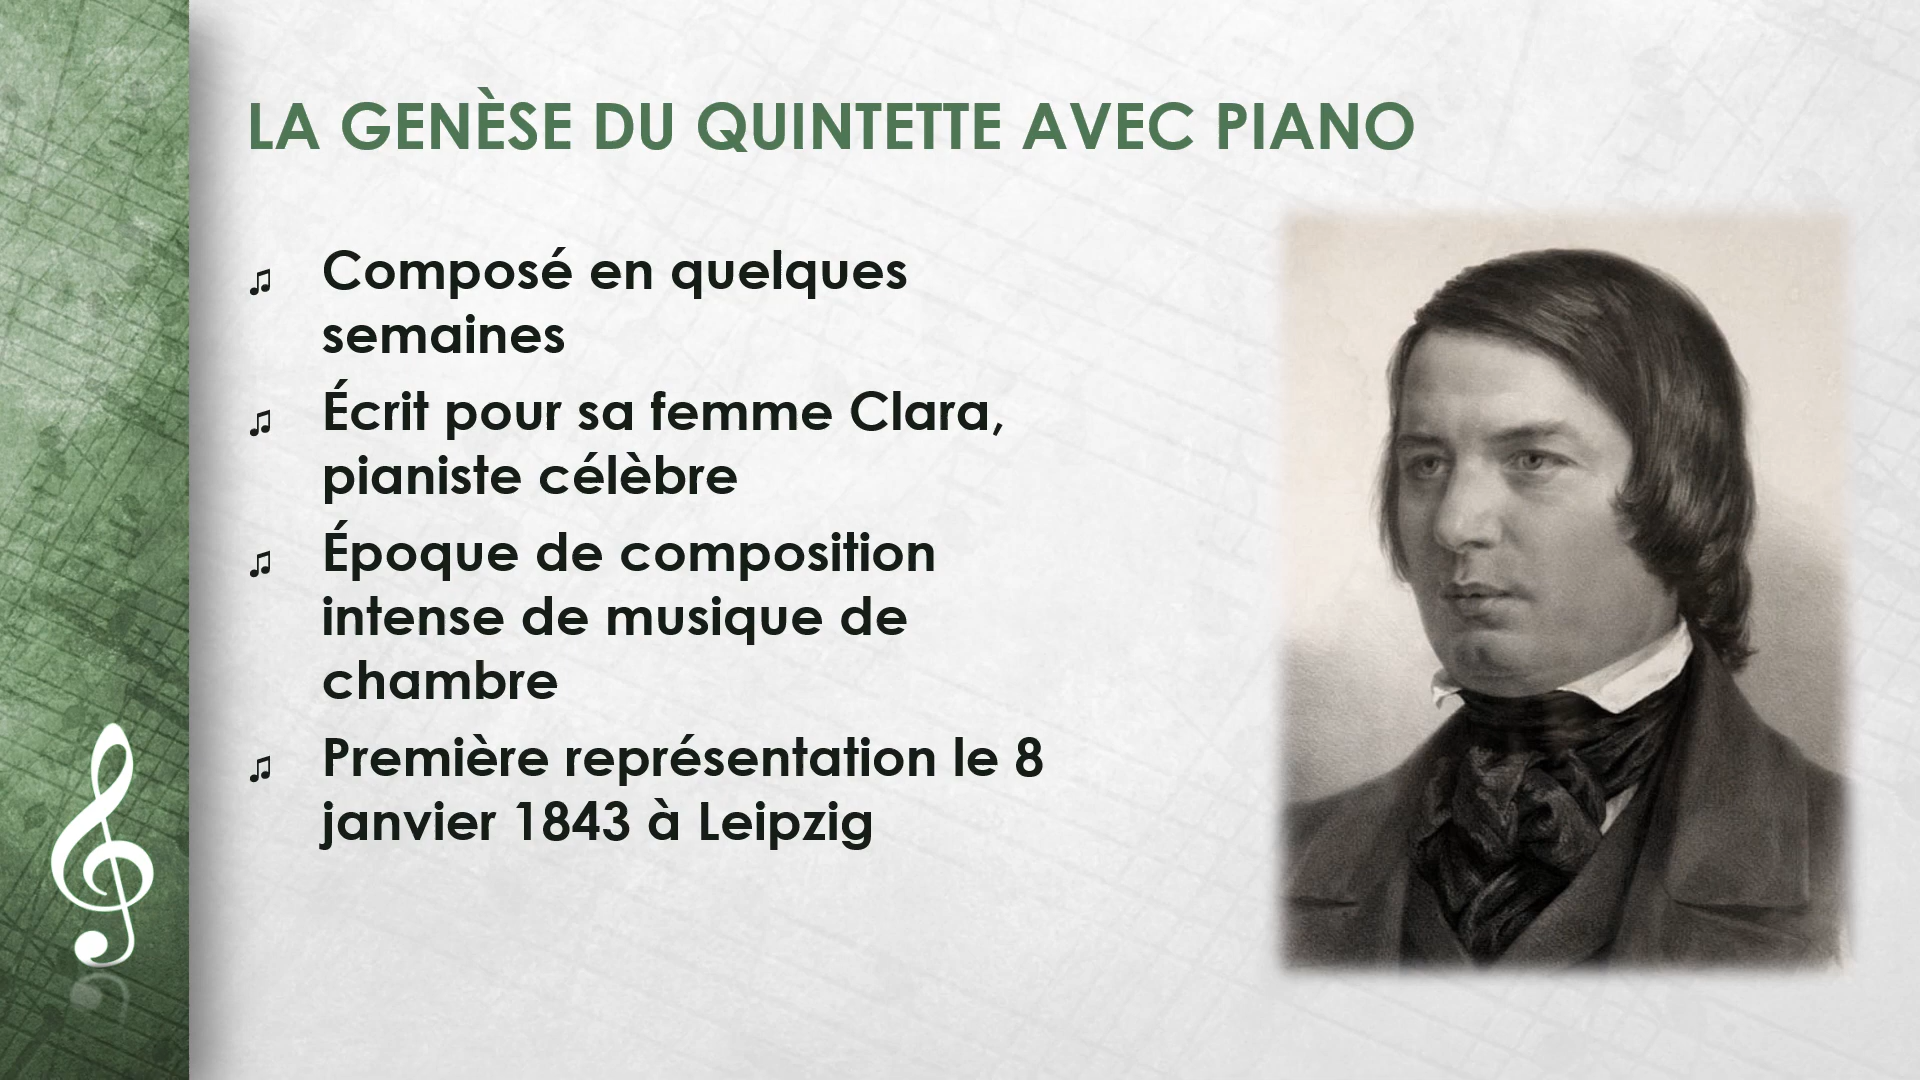 LA GENÈSE DU QUINTETTE AVEC PIANO
♫ Composé en quelques
semaines
♫ Écrit pour sa femme Clara,
pianiste célèbre
♫ Époque de composition
intense de musique de
chambre
♫ Première représentation le 8
janvier 1843 à Leipzig